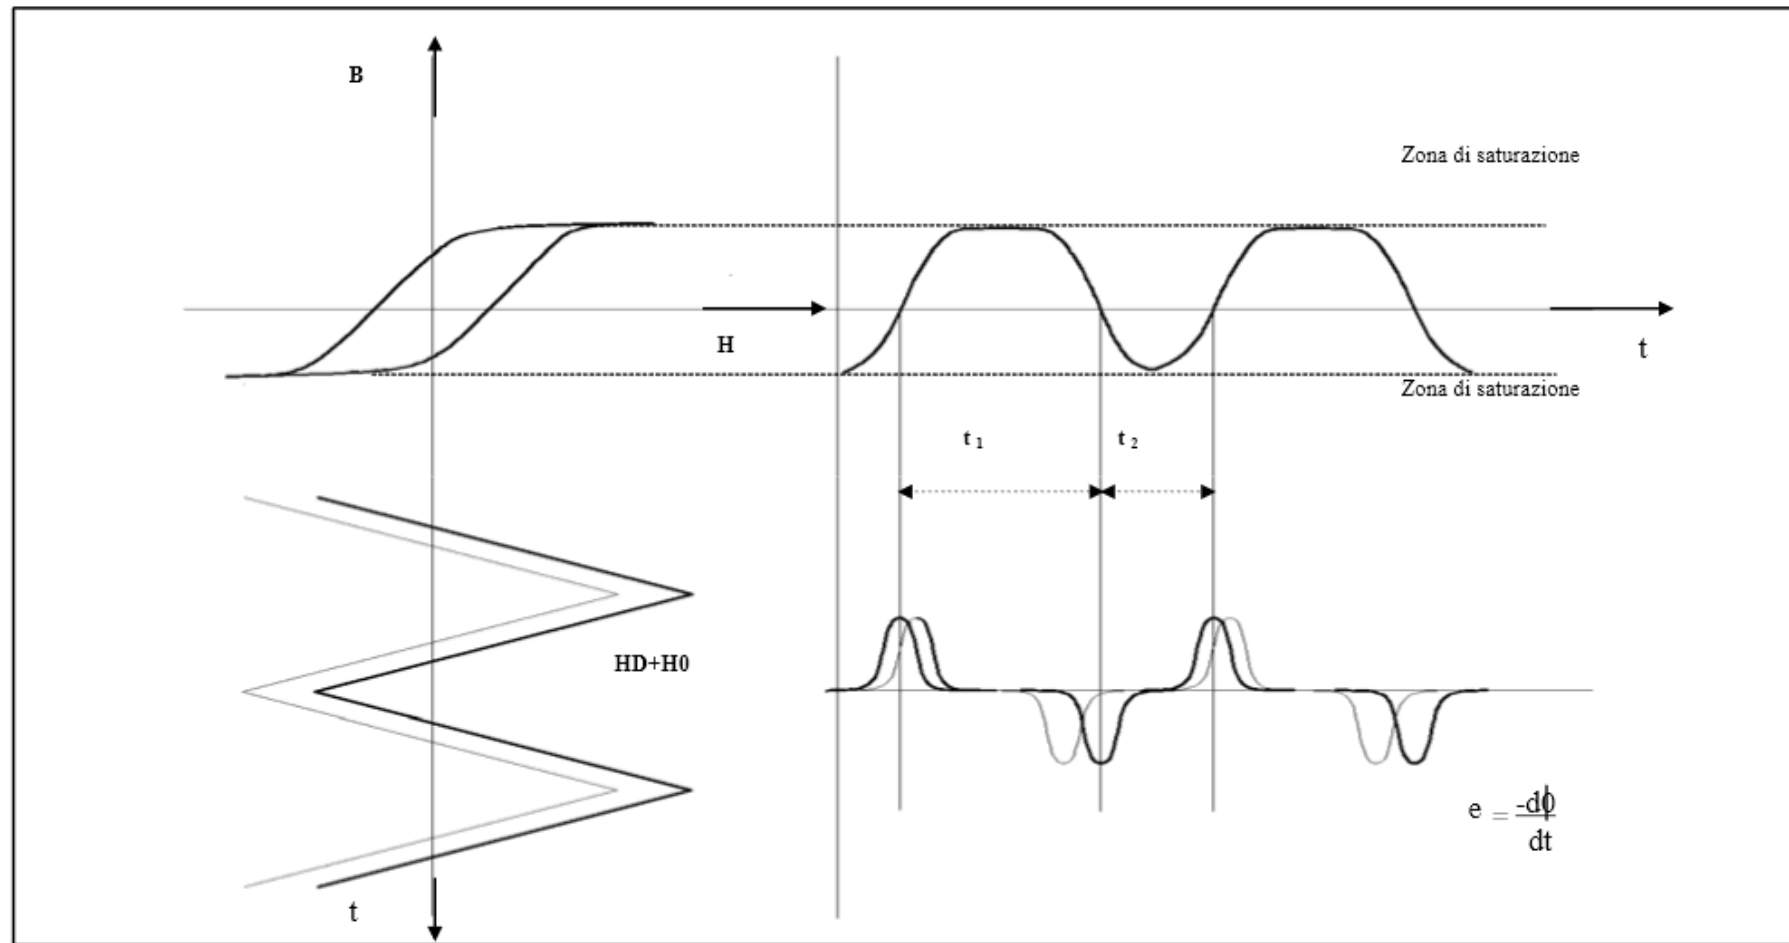 B
Zona di saturazione
H
t
Zona di saturazione
t 1
t 2
HD+H0
e = -dϕ
dt
t